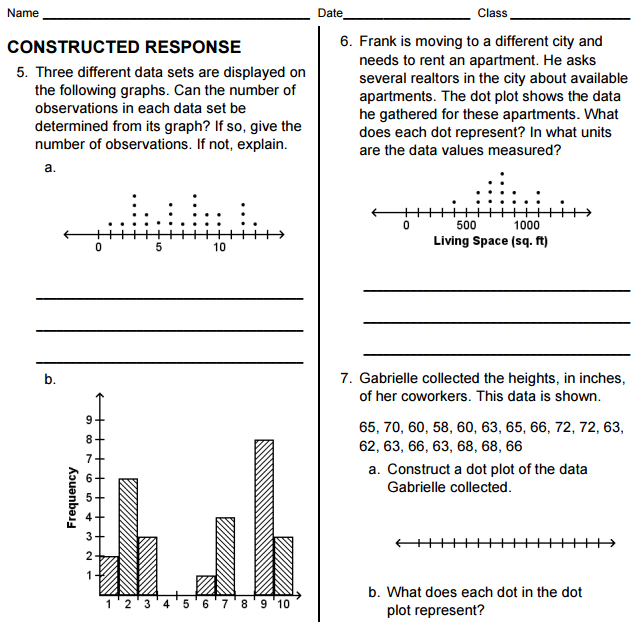 Name
Date
Class
CONSTRUCTED RESPONSE
5. Three different data sets are displayed on
the following graphs. Can the number of
observations in each data set be
determined from its graph? If so, give the
number of observations. If not, explain.
a.
0 5 10
b.
Frequency
9
8
7
6
5
4
3
2
1
1 2 3 4 5 6 7 8 9 10
6. Frank is moving to a different city and
needs to rent an apartment. He asks
several realtors in the city about available
apartments. The dot plot shows the data
he gathered for these apartments. What
does each dot represent? In what units
are the data values measured?
0 500 1000
Living Space (sq. ft)
7. Gabrielle collected the heights, in inches,
of her coworkers. This data is shown.
65, 70, 60, 58, 60, 63, 65, 66, 72, 72, 63,
62, 63, 66, 63, 68, 68, 66
a. Construct a dot plot of the data
Gabrielle collected.
b. What does each dot in the dot
plot represent?